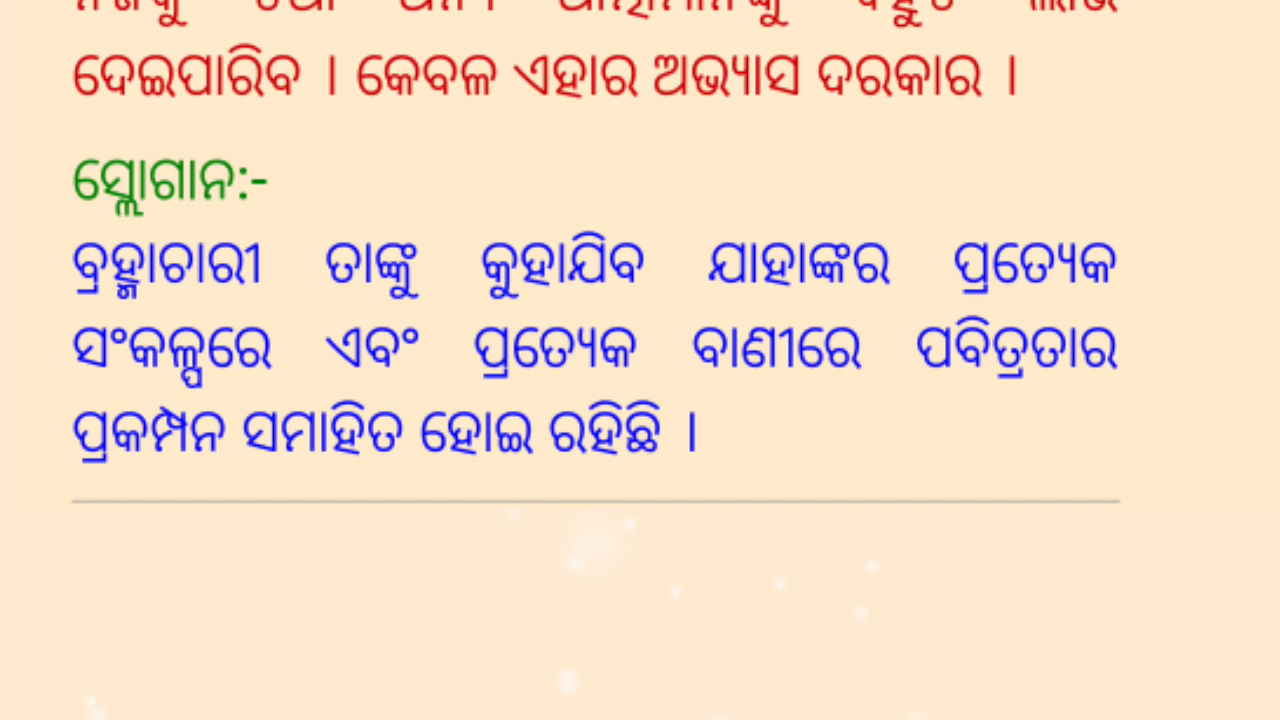 ଦେଇପାରିବ । କେବଳ ଏହାର ଅଭ୍ୟାସ ଦରକାର ।
ସ୍ଲୋଗାନ:-
ବ୍ରହ୍ମାଚାରୀ ତାଙ୍କୁ କୁହାଯିବ ଯାହାଙ୍କର ପ୍ରତ୍ୟେକ
ସଂକଳ୍ପରେ ଏବଂ ପ୍ରତ୍ୟେକ ବାଣୀରେ ପବିତ୍ରତାର
ପ୍ରକମ୍ପନ ସମାହିତ ହୋଇ ରହିଛି ।